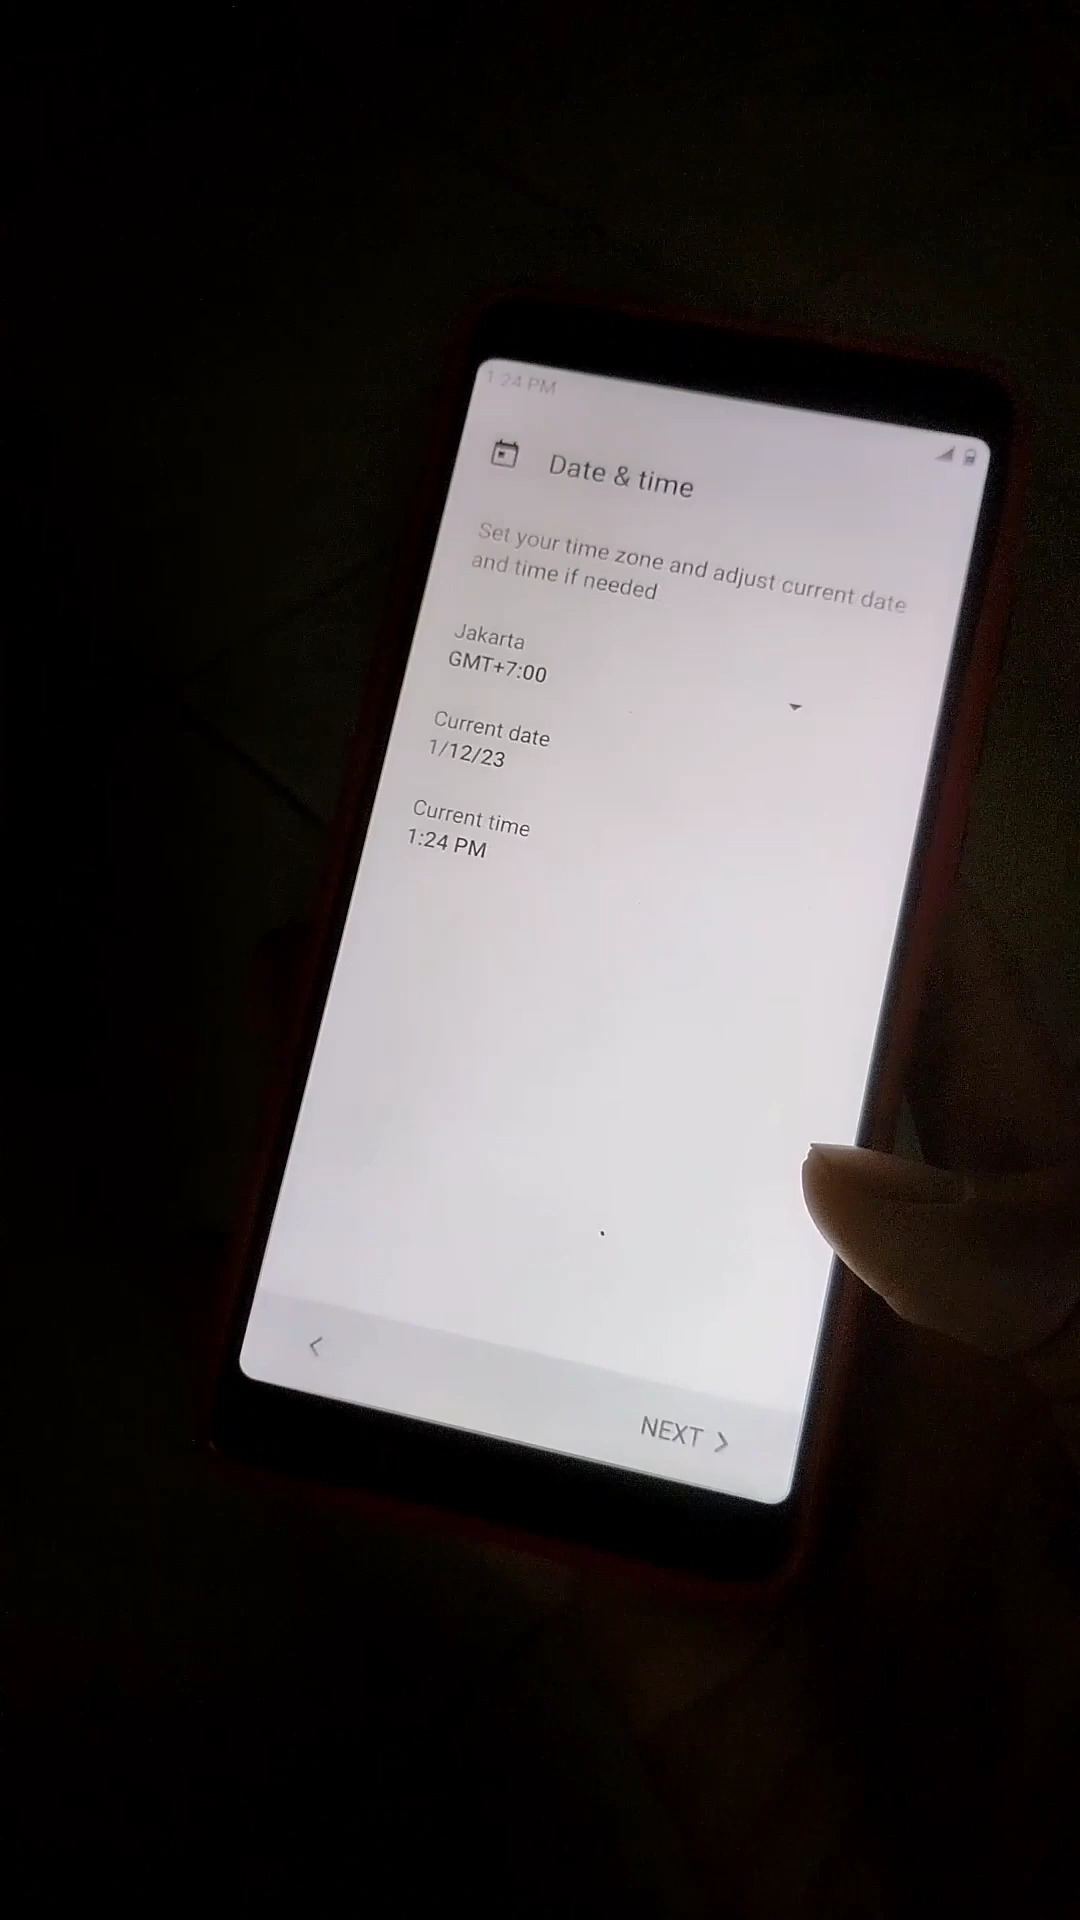 1:24 PM
Date & time
Set your time zone and adjust current date
and time if needed
Jakarta
GMT+7:00
Current date
1/12/23
Current time
1:24 PM
NEXT